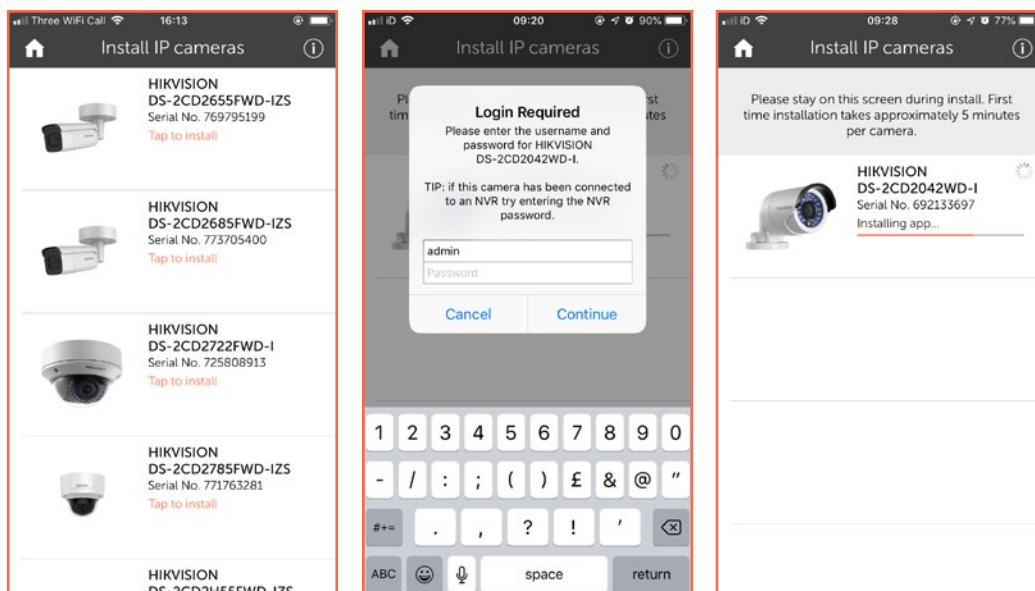 Three WiFi Call 16:13
Install IP cameras
HIKVISION
DS-2CD2655FWD-IZS
Serial No. 769795199
Tap to install
HIKVISION
DS-2CD2685FWD-IZS
Serial No. 773705400
Tap to install
HIKVISION
DS-2CD2722FWD-I
Serial No. 725808913
Tap to install
HIKVISION
DS-2CD2785FWD-IZS
Serial No. 771763281
Tap to install
HIKVISION
DS-2CD2H55FWD-IZS
iD 09:20 90%
Install IP cameras
Login Required
Please enter the username and
password for HIKVISION
DS-2CD2042WD-I.
TIP: if this camera has been connected
to an NVR try entering the NVR
password.
admin
Password
Cancel Continue
1 2 3 4 5 6 7 8 9 0
- / : ; ( ) £ & @ "
#+= . , ? ! '
ABC space return
iD 09:28 77%
Install IP cameras
Please stay on this screen during install. First
time installation takes approximately 5 minutes
per camera.
HIKVISION
DS-2CD2042WD-I
Serial No. 692133697
Installing app...